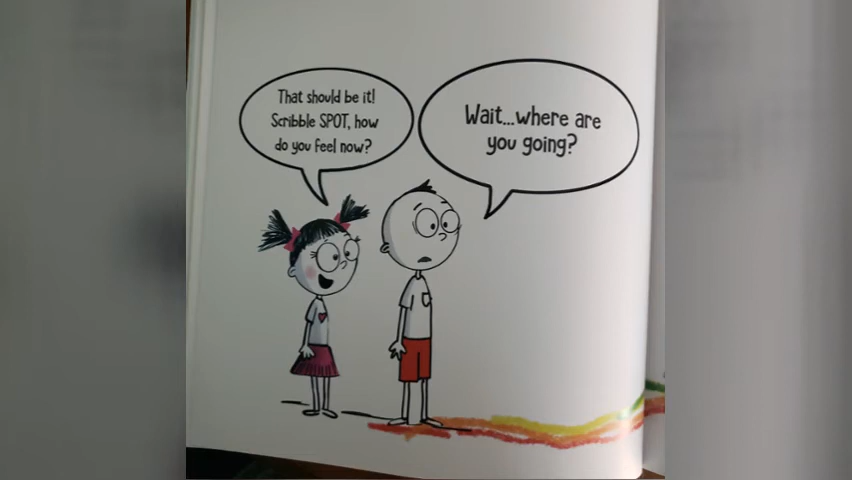 That should be it!
Scribble SPOT, how
do you feel now?
Wait...where are
you going?